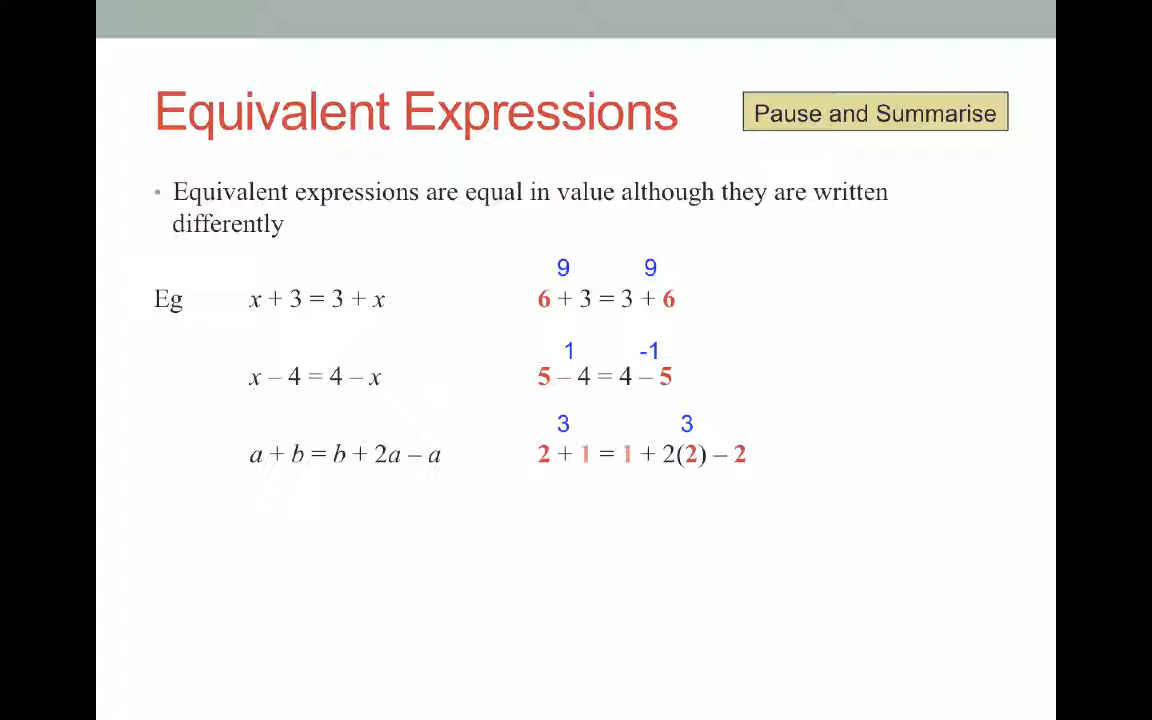 Equivalent Expressions
Pause and Summarise
• Equivalent expressions are equal in value although they are written
differently
9 9
Eg x + 3 = 3 + x 6 + 3 = 3 + 6
1 -1
x – 4 = 4 – x 5 – 4 = 4 – 5
3 3
a + b = b + 2a – a 2 + 1 = 1 + 2(2) – 2